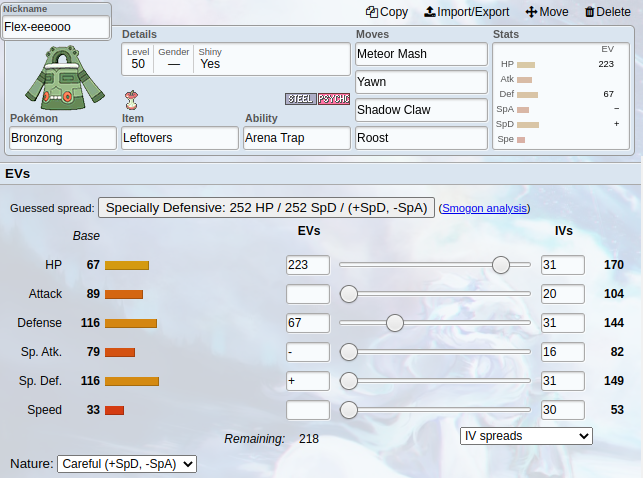 Nickname
Flex-eeeooo
Copy Import/Export Move Delete
Details
Level Gender Shiny
50 — Yes
STEEL PSYCHC
Pokémon Item Ability
Bronzong Leftovers Arena Trap
Moves
Meteor Mash
Yawn
Shadow Claw
Roost
Stats
EV
HP 223
Atk
Def 67
SpA −
SpD +
Spe
EVs
Guessed spread: Specially Defensive: 252 HP / 252 SpD / (+SpD, -SpA) (Smogon analysis)
Base EVs IVs
HP 67 223 31 170
Attack 89 20 104
Defense 116 67 31 144
Sp. Atk. 79 - 16 82
Sp. Def. 116 + 31 149
Speed 33 30 53
Remaining: 218 IV spreads
Nature: Careful (+SpD, -SpA)